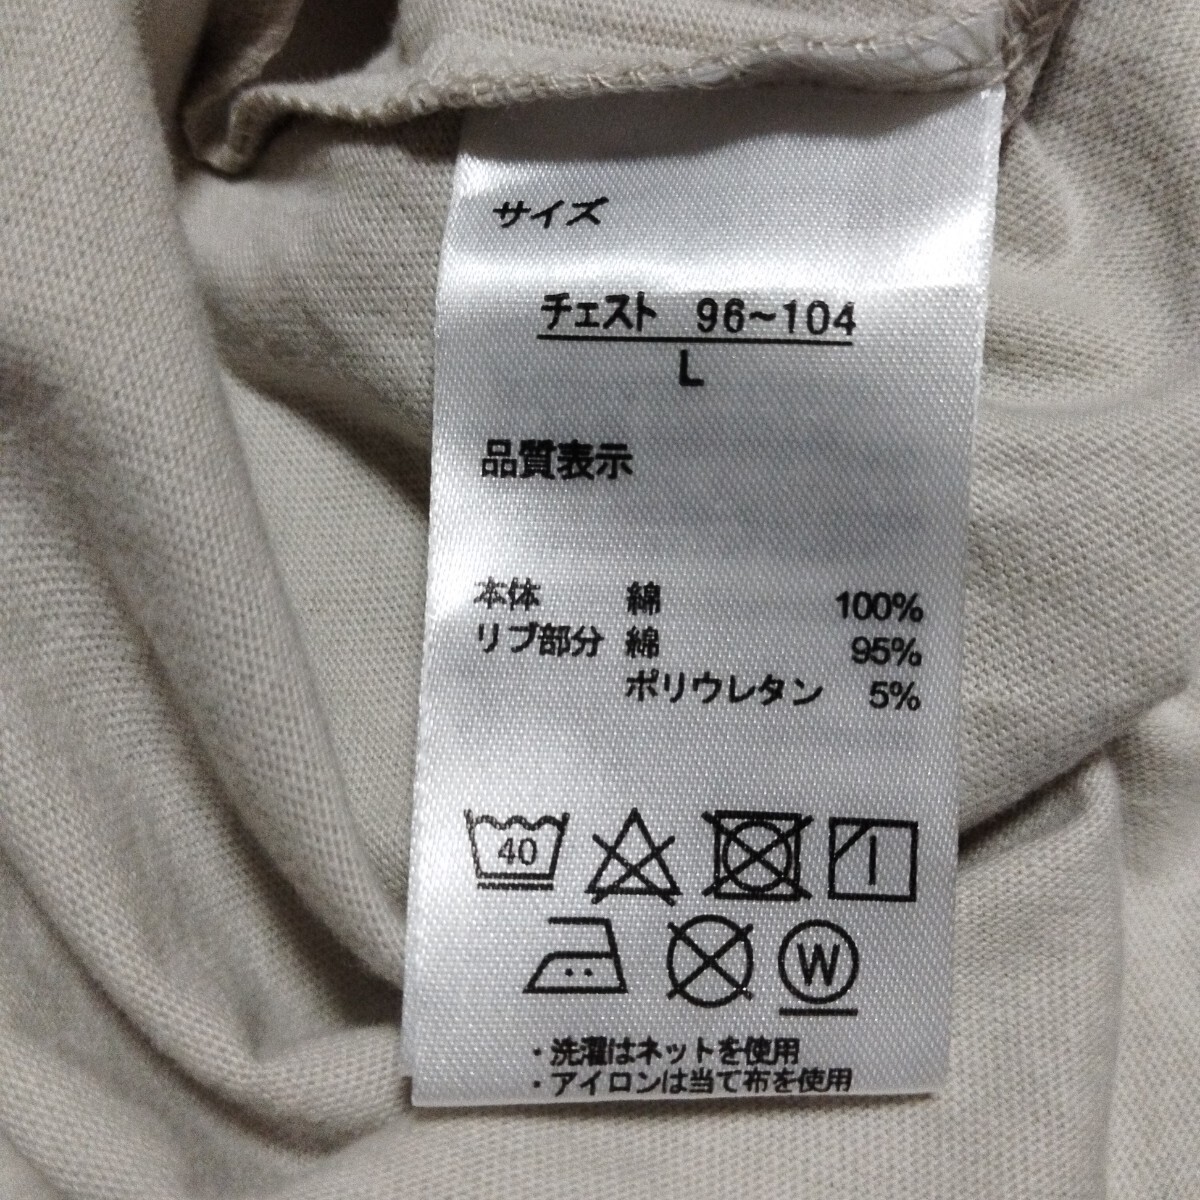 サイズ
チェスト 96~104
L
品質表示
本体 綿 100%
リブ部分 綿 95%
ポリウレタン 5%
40
W
・洗濯はネットを使用
・アイロンは当て布を使用